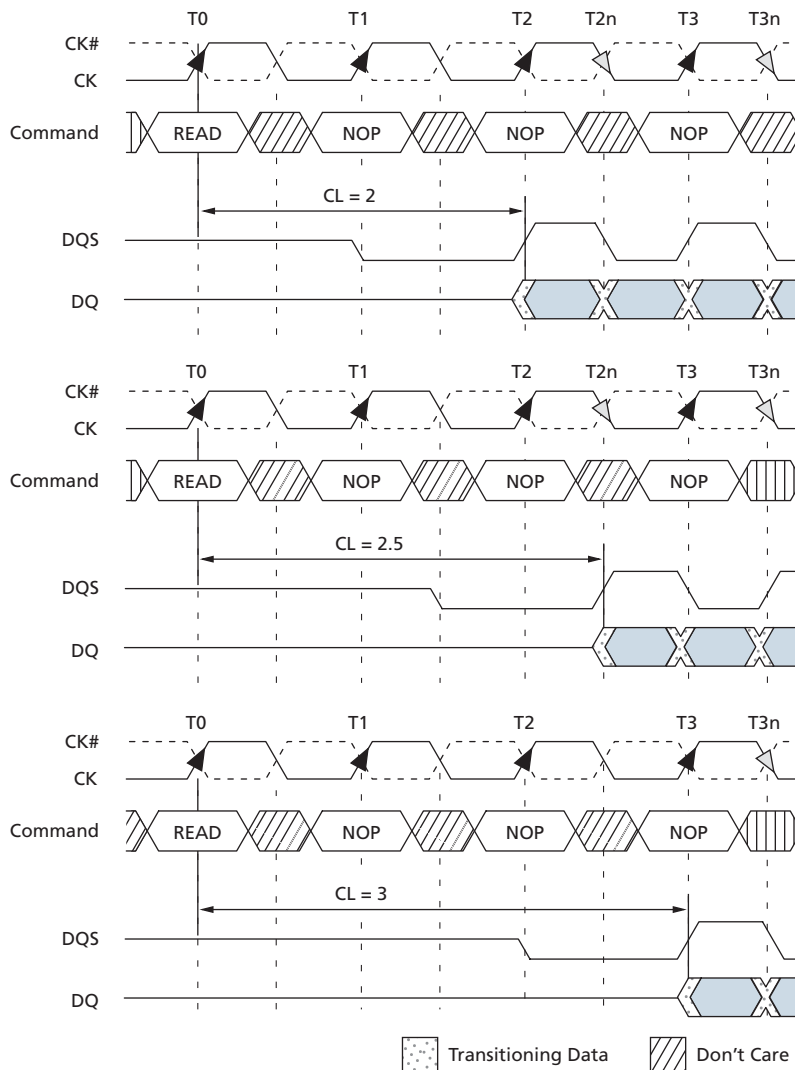 T0 T1 T2 T2n T3 T3n
CK#
CK
Command READ NOP NOP NOP
CL = 2
DQS
DQ
T0 T1 T2 T2n T3 T3n
CK#
CK
Command READ NOP NOP NOP
CL = 2.5
DQS
DQ
T0 T1 T2 T3 T3n
CK#
CK
Command READ NOP NOP NOP
CL = 3
DQS
DQ
Transitioning Data Don't Care